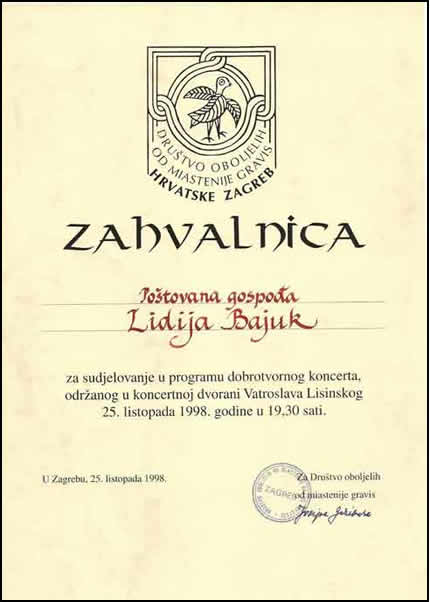 DRUŠTVO OBOLJELIH
OD MIASTENIJE GRAVIS
HRVATSKE ZAGREB
ZAHVALNICA
Poštovana gospođa
Lidija Bajuk
za sudjelovanje u programu dobrotvornog koncerta,
održanog u koncertnoj dvorani Vatroslava Lisinskog
25. listopada 1998. godine u 19,30 sati.
U Zagrebu, 25. listopada 1998.
Za Društvo oboljelih
od miastenije gravis
ZAGREB